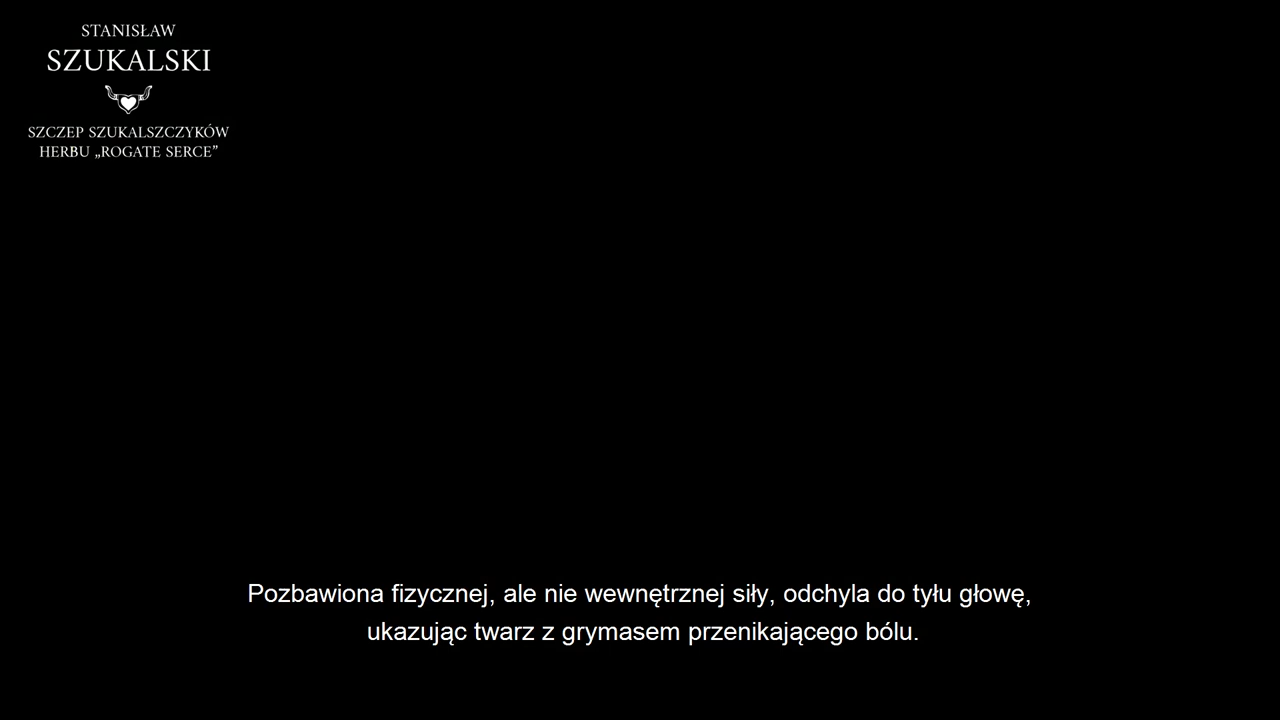 STANISŁAW
SZUKALSKI
SZCZEP SZUKALSZCZYKÓW
HERBU „ROGATE SERCE”
Pozbawiona fizycznej, ale nie wewnętrznej siły, odchyla do tyłu głowę,
ukazując twarz z grymasem przenikającego bólu.